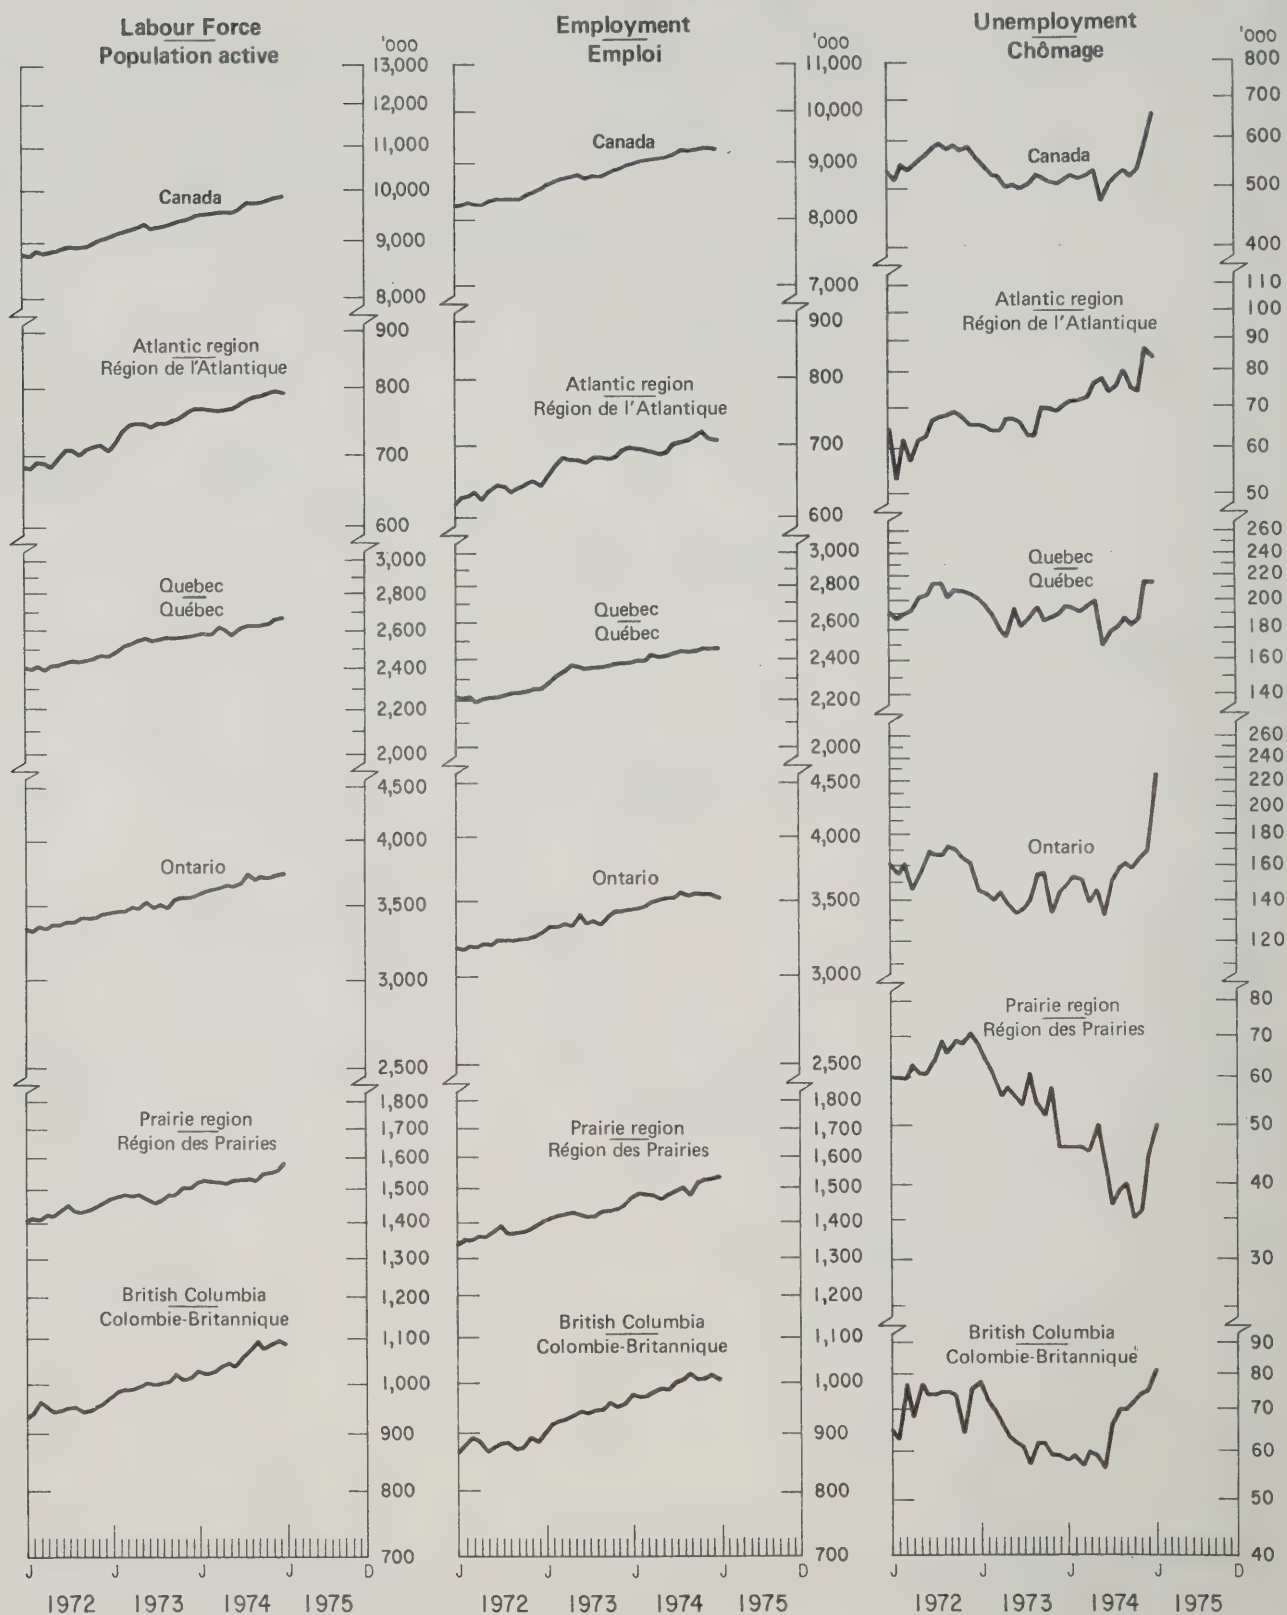 Labour Force
Population active
'000
13,000
12,000
11,000
10,000
9,000
8,000
Canada
900
800
700
600
Atlantic region
Région de l'Atlantique
3,000
2,800
2,600
2,400
2,200
2,000
Quebec
Québec
4,500
4,000
3,500
3,000
2,500
Ontario
1,800
1,700
1,600
1,500
1,400
1,300
1,200
1,100
1,000
900
800
700
Prairie region
Région des Prairies
British Columbia
Colombie-Britannique
J J J J D
1972 1973 1974 1975
Employment
Emploi
'000
11,000
10,000
9,000
8,000
7,000
Canada
900
800
700
600
Atlantic region
Région de l'Atlantique
3,000
2,800
2,600
2,400
2,200
2,000
Quebec
Québec
4,500
4,000
3,500
3,000
2,500
Ontario
1,800
1,700
1,600
1,500
1,400
1,300
1,200
1,100
1,000
900
800
700
Prairie region
Région des Prairies
British Columbia
Colombie-Britannique
J J J J D
1972 1973 1974 1975
Unemployment
Chômage
'000
800
700
600
500
400
Canada
110
100
90
80
70
60
50
Atlantic region
Région de l'Atlantique
260
240
220
200
180
160
140
Quebec
Québec
260
240
220
200
180
160
140
120
Ontario
80
70
60
50
40
30
Prairie region
Région des Prairies
90
80
70
60
50
40
British Columbia
Colombie-Britannique
J J J J D
1972 1973 1974 1975